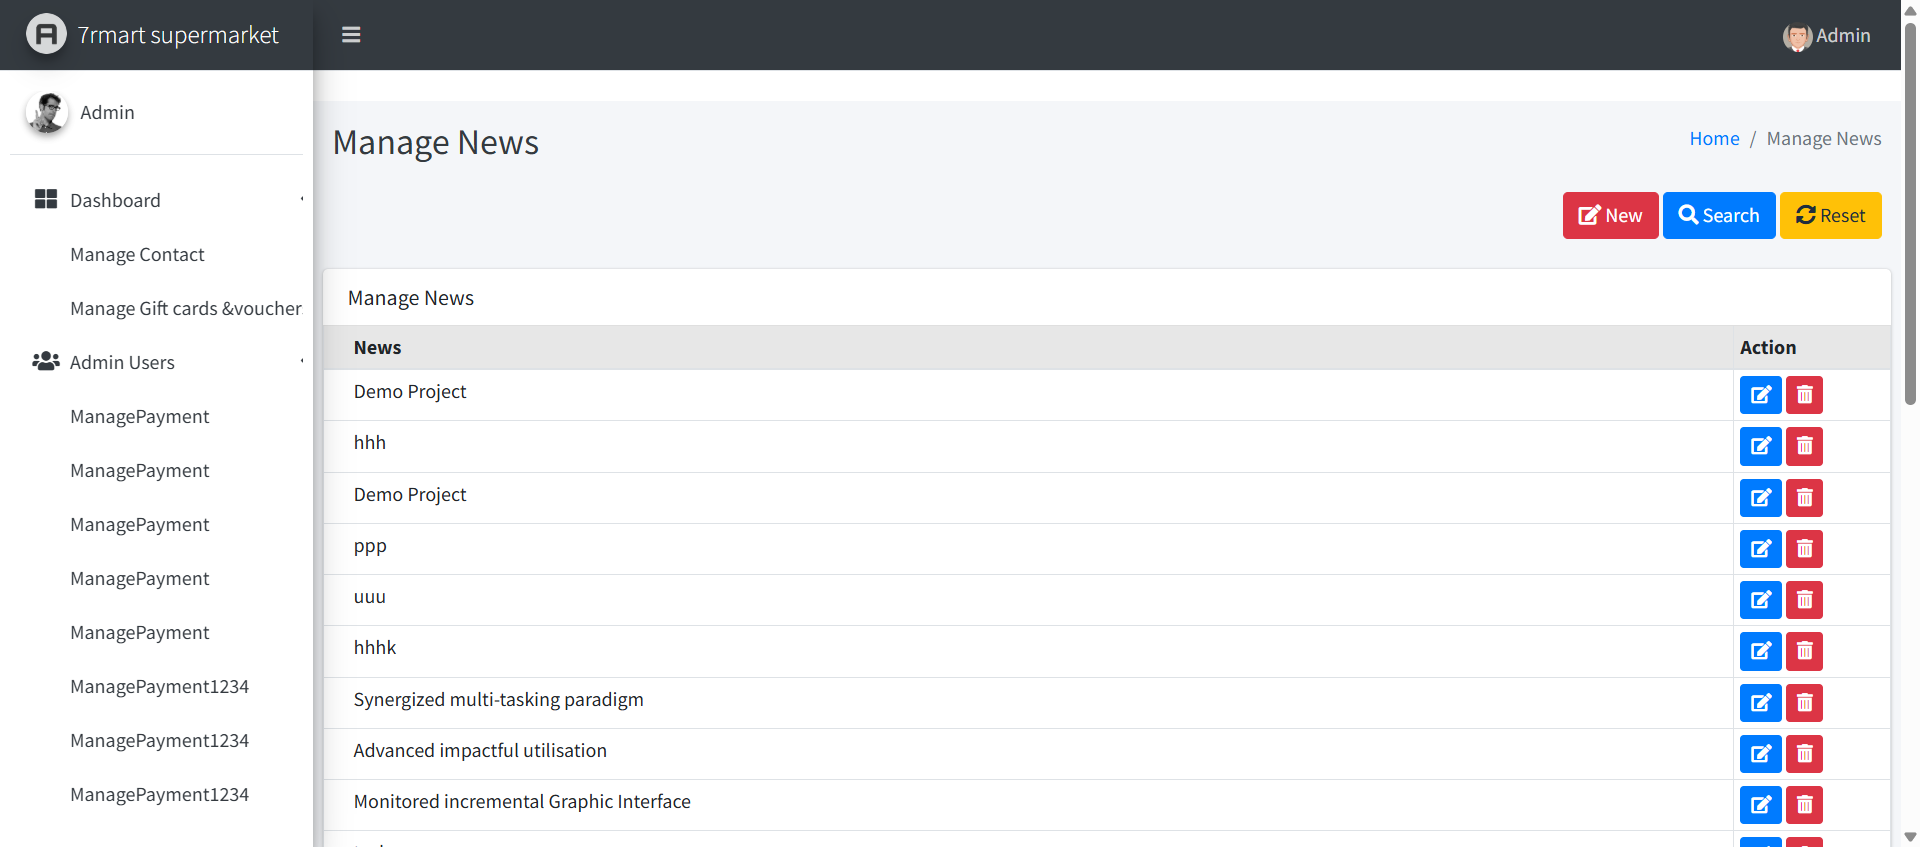 7rmart supermarket
Admin
Admin
Manage News
Home / Manage News
Dashboard
Manage Contact
Manage Gift cards &voucher
Admin Users
ManagePayment
ManagePayment
ManagePayment
ManagePayment
ManagePayment
ManagePayment1234
ManagePayment1234
ManagePayment1234
New
Search
Reset
Manage News
News
Action
Demo Project
hhh
Demo Project
ppp
uuu
hhhk
Synergized multi-tasking paradigm
Advanced impactful utilisation
Monitored incremental Graphic Interface